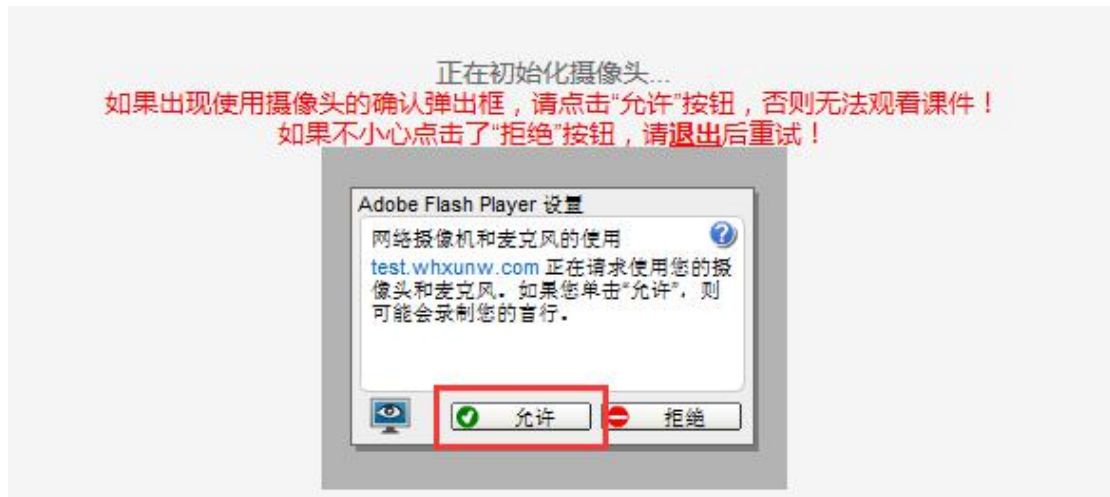 正在初始化摄像头...
如果出现使用摄像头的确认弹出框，请点击“允许”按钮，否则无法观看课件！
如果不小心点击了“拒绝”按钮，请退出后重试！
Adobe Flash Player 设置
网络摄像机和麦克风的使用
test.whxunw.com 正在请求使用您的摄
像头和麦克风。如果您单击“允许”，则
可能会录制您的言行。
允许 拒绝